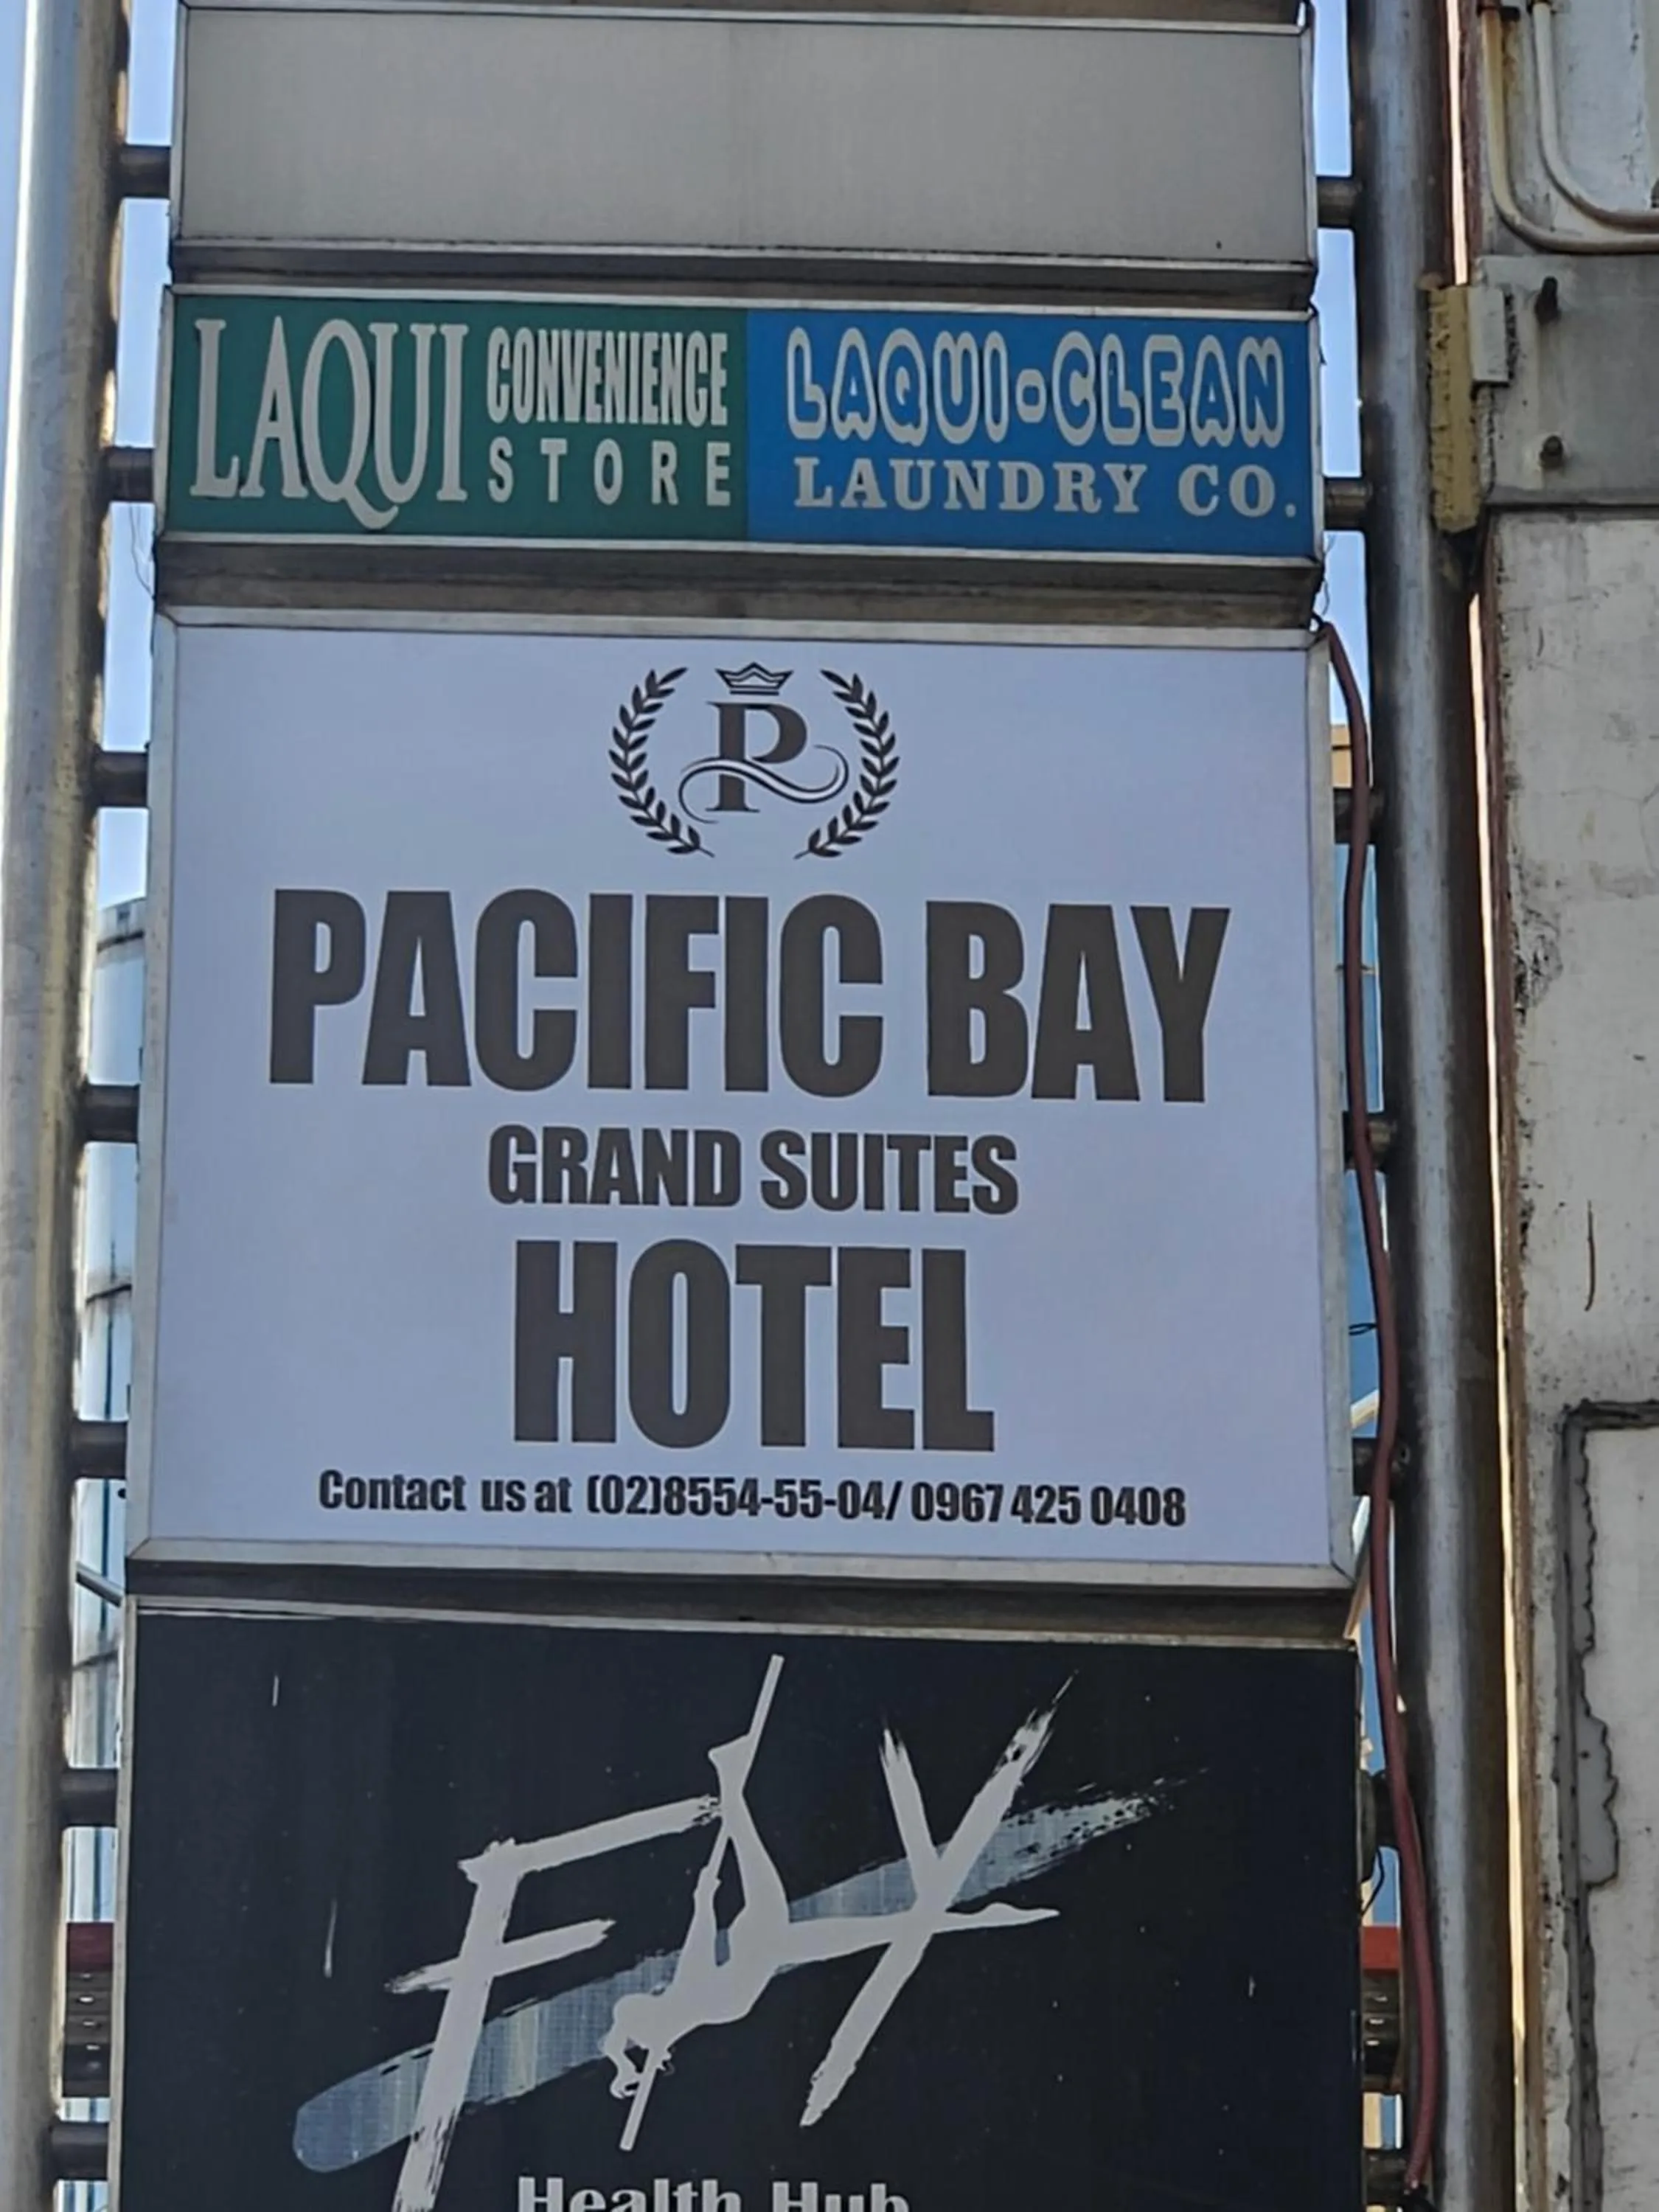 LAQUI CONVENIENCE
STORE
LAQUI-CLEAN
LAUNDRY CO.
P
PACIFIC BAY
GRAND SUITES
HOTEL
Contact us at (02)8554-55-04/ 0967 425 0408
FAY
Health Hub